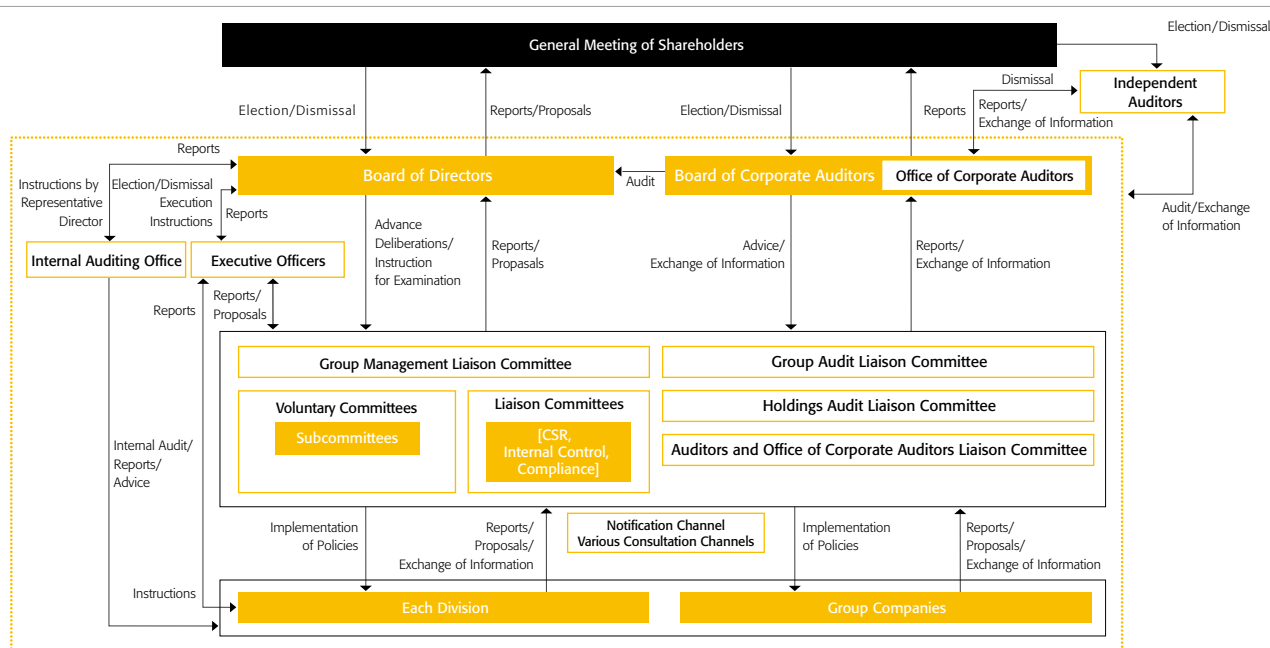 Election/Dismissal
General Meeting of Shareholders
Dismissal
Independent
Auditors
Election/Dismissal
Reports/Proposals
Election/Dismissal
Reports
Reports/
Exchange of Information
Reports
Board of Directors
Audit
Board of Corporate Auditors
Office of Corporate Auditors
Instructions by
Representative
Director
Election/Dismissal
Execution
Instructions
Reports
Audit/Exchange
of Information
Advance
Deliberations/
Instruction
for Examination
Reports/
Propasals
Advice/
Exchange of Information
Reports/
Exchange of Information
Internal Auditing Office
Executive Officers
Reports
Reports/
Proposals
Group Management Liaison Committee
Group Audit Liaison Committee
Voluntary Committees
Subcommittees
Liaison Committees
[CSR,
Internal Control,
Compliance]
Holdings Audit Liaison Committee
Auditors and Office of Corporate Auditors Liaison Committee
Internal Audit/
Reports/
Advice
Implementation
of Policies
Reports/
Proposals/
Exchange of Information
Notification Channel
Various Consultation Channels
Implementation
of Policies
Reports/
Proposals/
Exchange of Information
Instructions
Each Division
Group Companies